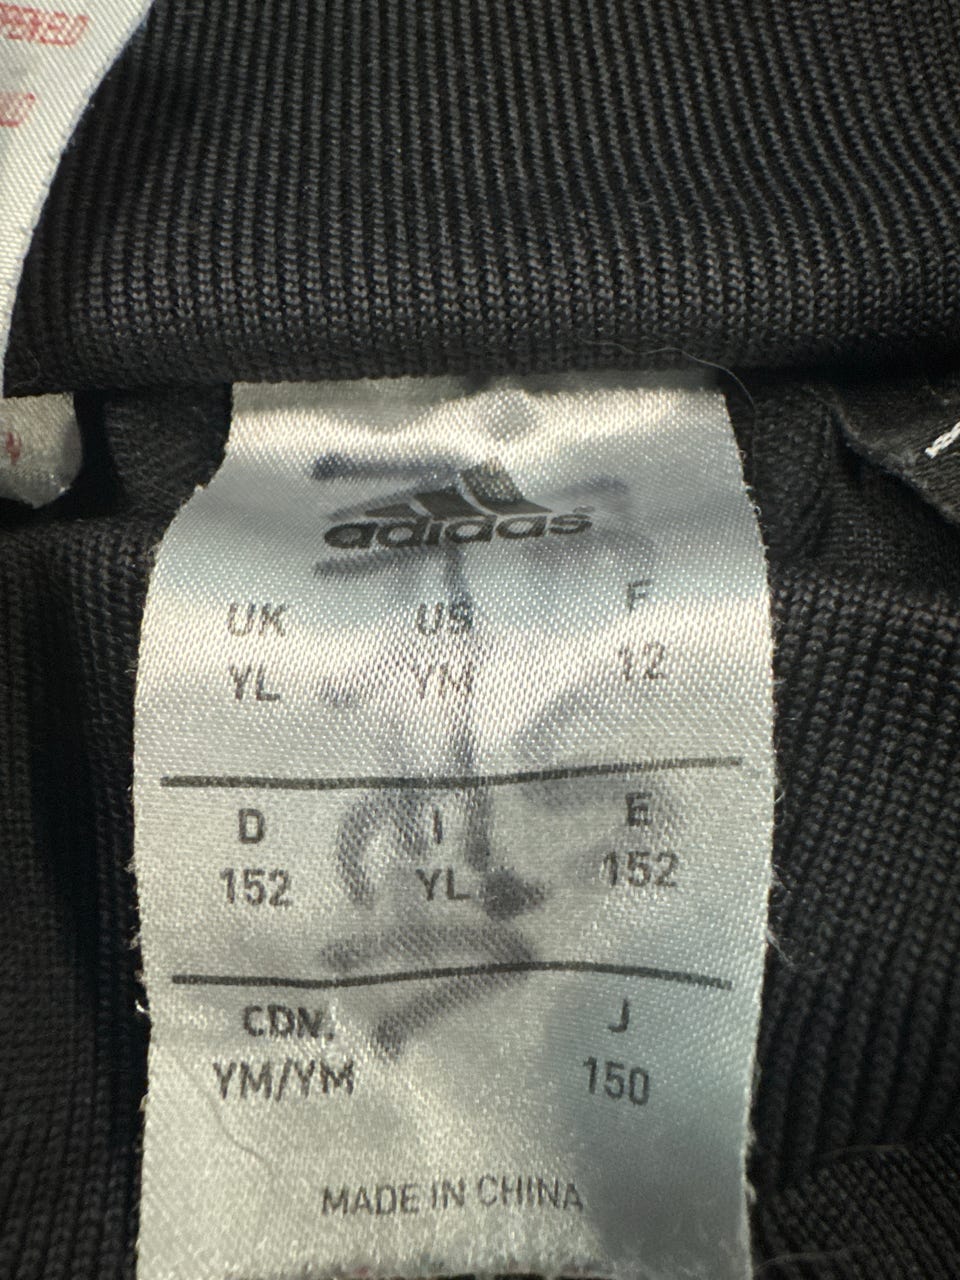 adidas
UK US F
YL YM 12
D I E
152 YL 152
CDN. J
YM/YM 150
MADE IN CHINA